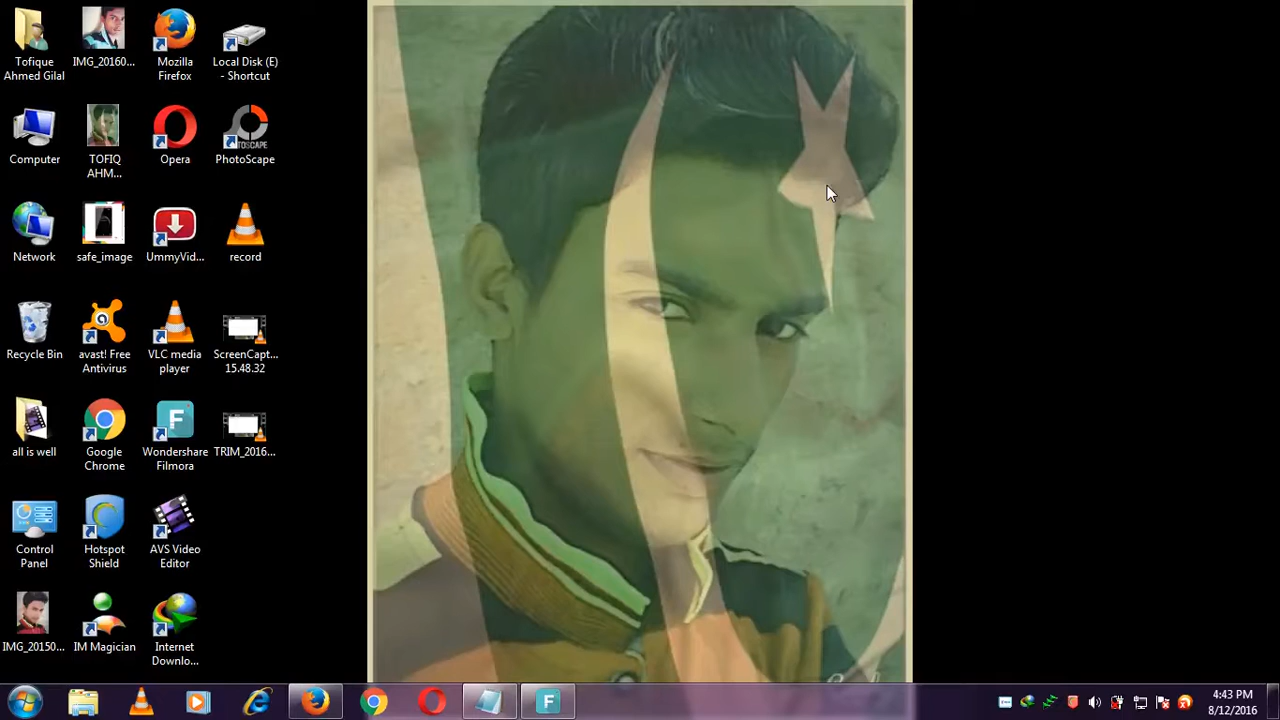 Tofique
Ahmed Gilal
IMG_20160...
Mozilla
Firefox
Local Disk (E)
- Shortcut
Computer
TOFIQ
AHM...
Opera
TOSCAPE
PhotoScape
Network
safe_image
UmmyVid...
record
Recycle Bin
avast! Free
Antivirus
VLC media
player
ScreenCapt...
15.48.32
all is well
Google
Chrome
F
Wondershare
Filmora
TRIM_2016...
Control
Panel
Hotspot
Shield
AVS Video
Editor
IMG_20150...
IM Magician
Internet
Downlo...
F
4:43 PM
8/12/2016